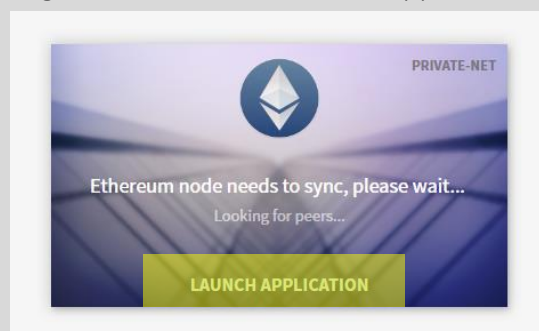 PRIVATE-NET
Ethereum node needs to sync, please wait...
Looking for peers...
LAUNCH APPLICATION